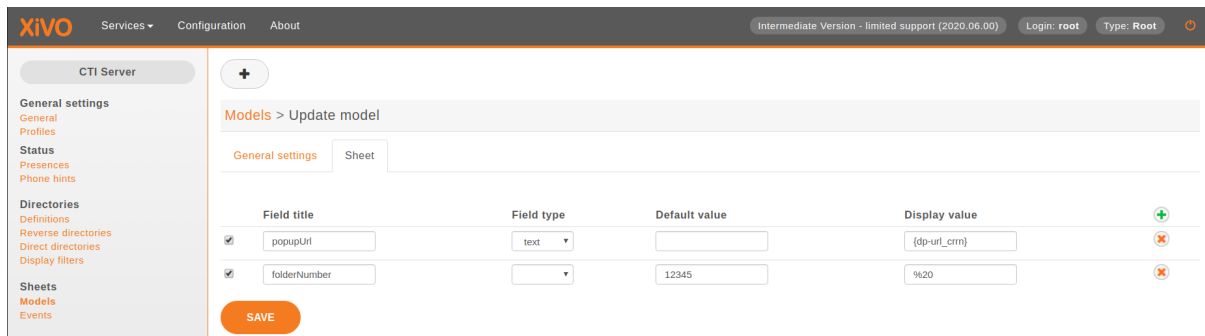 XiVO Services Configuration About Intermediate Version - limited support (2020.06.00) Login: root Type: Root
CTI Server
General settings
General
Profiles
Status
Presences
Phone hints
Directories
Definitions
Reverse directories
Direct directories
Display filters
Sheets
Models
Events
Models > Update model
General settings Sheet
Field title Field type Default value Display value
popupUrl text {dp-url_crrn}
folderNumber 12345 %20
SAVE